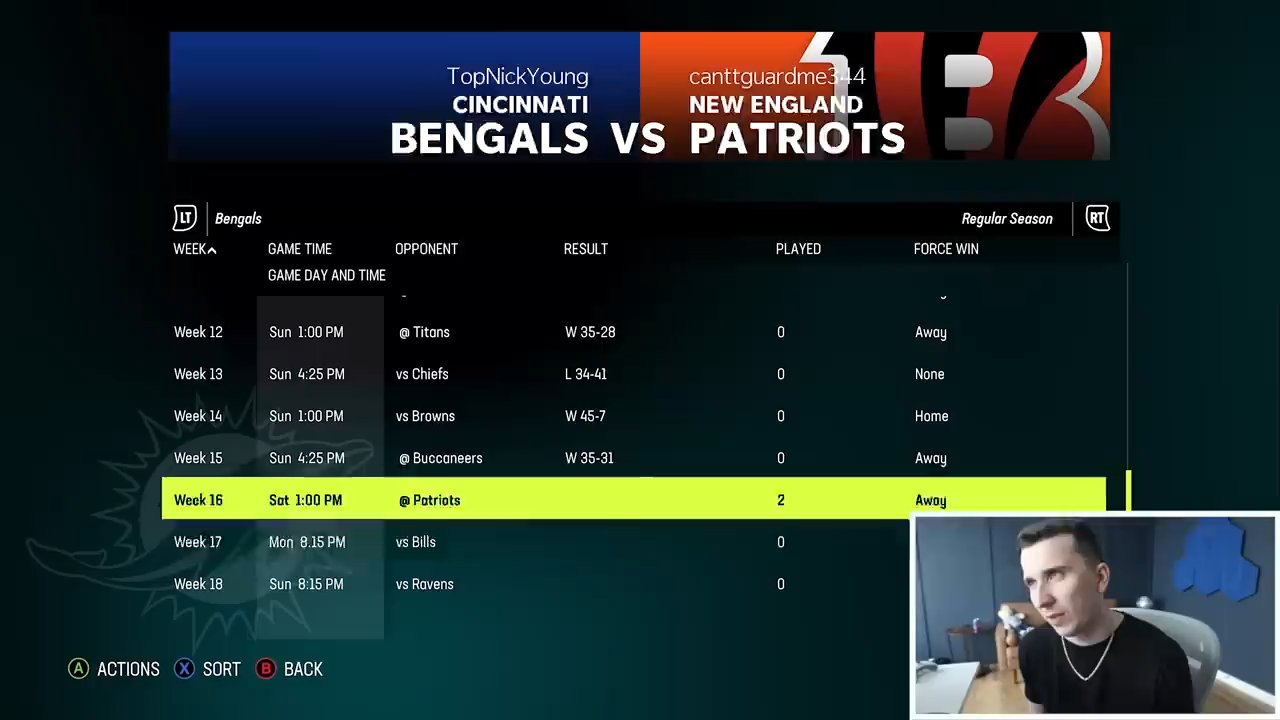 TopNickYoung canttguardme344
CINCINNATI NEW ENGLAND
BENGALS VS PATRIOTS
LT Bengals Regular Season RT
WEEK GAME TIME OPPONENT RESULT PLAYED FORCE WIN
GAME DAY AND TIME
Week 12 Sun 1:00 PM @ Titans W 35-28 0 Away
Week 13 Sun 4:25 PM vs Chiefs L 34-41 0 None
Week 14 Sun 1:00 PM vs Browns W 45-7 0 Home
Week 15 Sun 4:25 PM @ Buccaneers W 35-31 0 Away
Week 16 Sat 1:00 PM @ Patriots 2 Away
Week 17 Mon 8:15 PM vs Bills 0
Week 18 Sun 8:15 PM vs Ravens 0
A ACTIONS X SORT B BACK